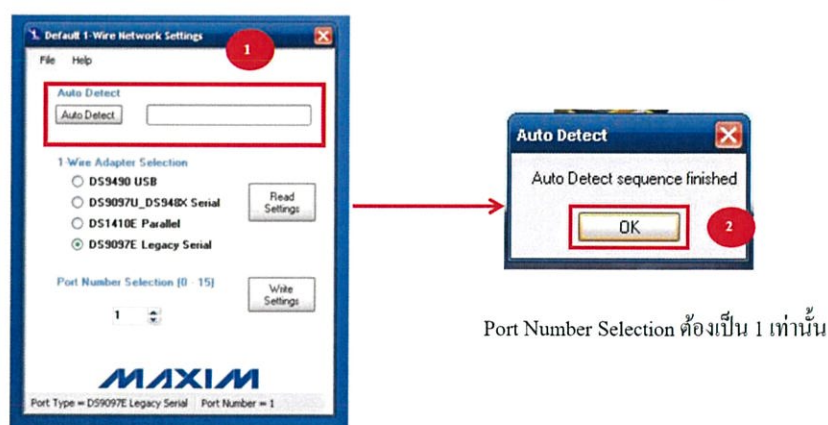 Default 1-Wire Network Settings
1
File Help
Auto Detect
Auto Detect
1-Wire Adapter Selection
DS9490 USB
DS9097U_DS948X Serial
DS1410E Parallel
DS9097E Legacy Serial
Read
Settings
Port Number Selection (0 - 15)
1
Write
Settings
MAXIM
Port Type = DS9097E Legacy Serial Port Number = 1
Auto Detect
Auto Detect sequence finished
OK
2
Port Number Selection ต้องเป็น 1 เท่านั้น